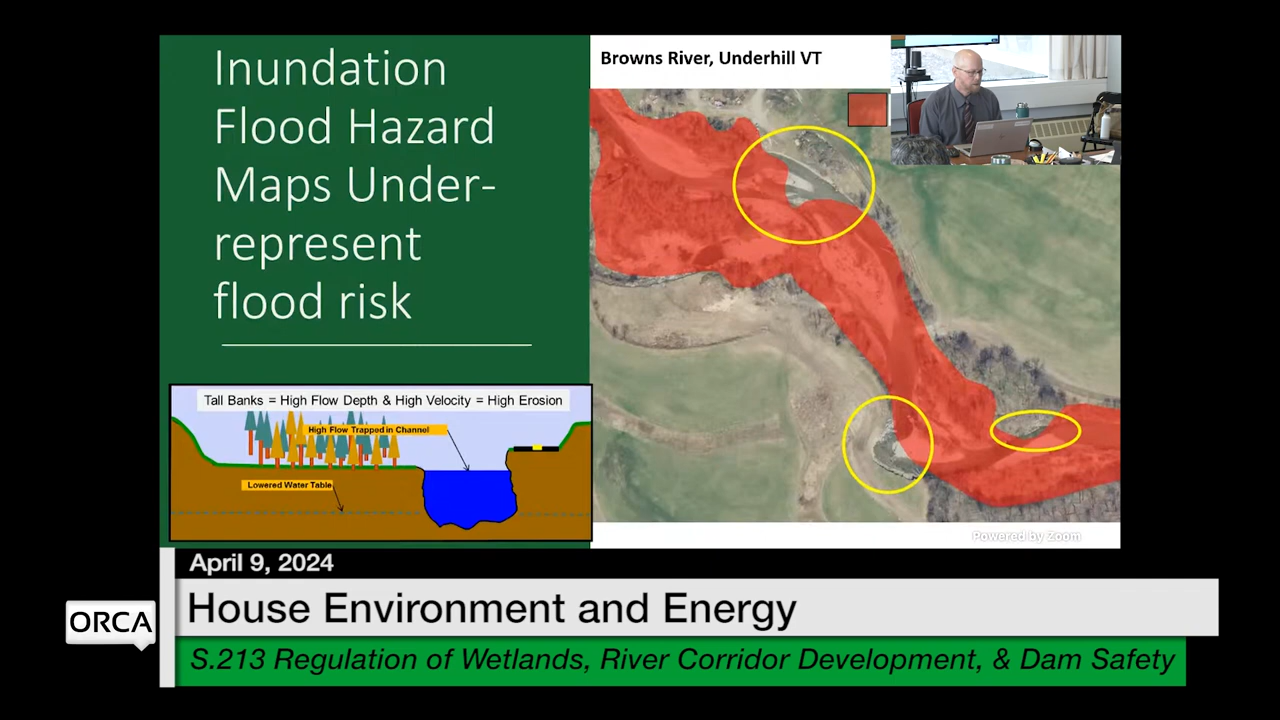 Inundation
Flood Hazard
Maps Under-
represent
flood risk
Browns River, Underhill VT
Tall Banks = High Flow Depth & High Velocity = High Erosion
High Flow Trapped in Channel
Lowered Water Table
Powered by Zoom
April 9, 2024
ORCA
House Environment and Energy
S.213 Regulation of Wetlands, River Corridor Development, & Dam Safety